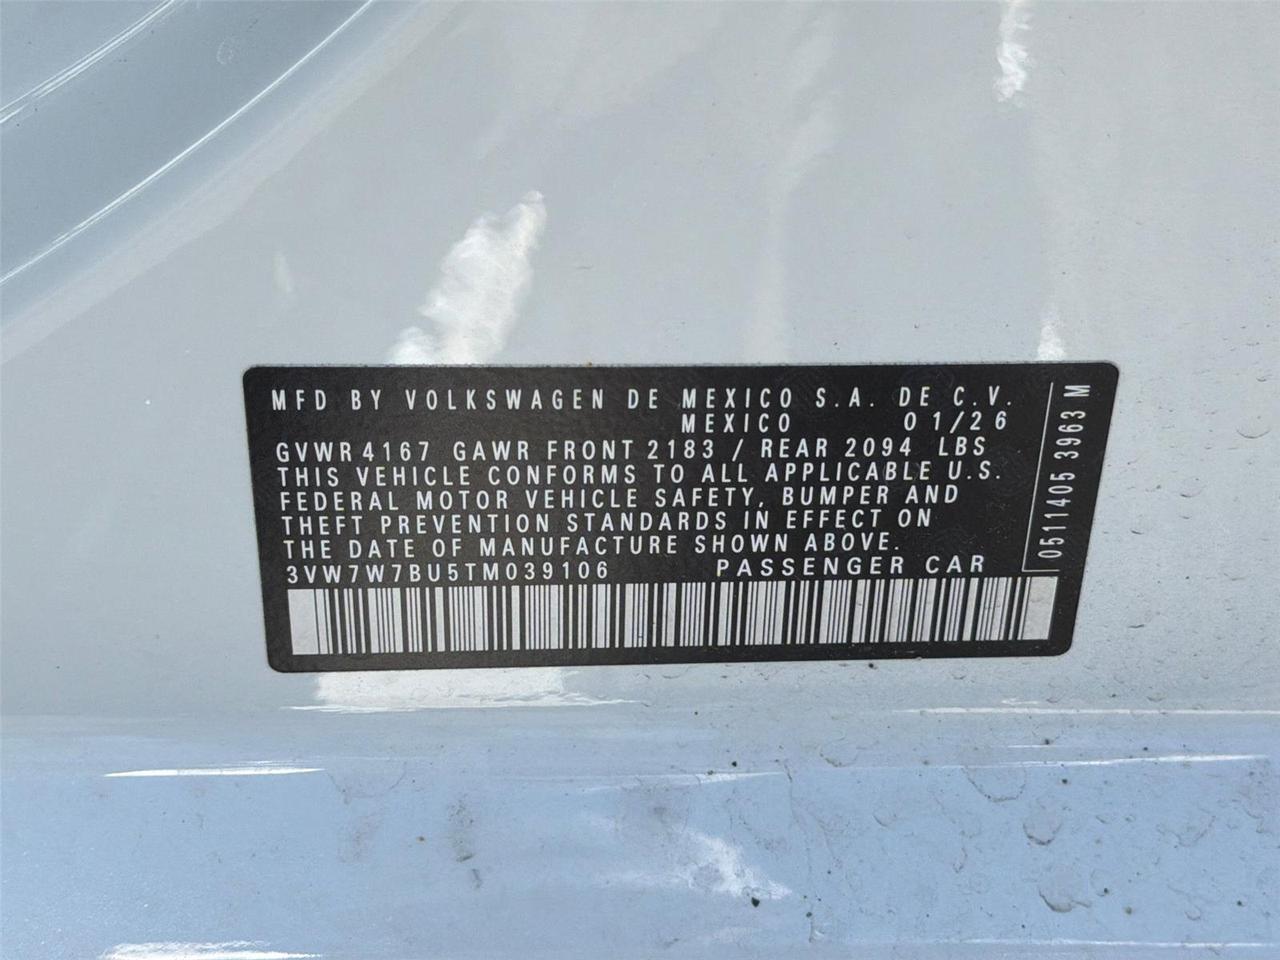 MFD BY VOLKSWAGEN DE MEXICO S.A. DE C.V.
MEXICO 01/26
GVWR 4167 GAWR FRONT 2183 / REAR 2094 LBS
THIS VEHICLE CONFORMS TO ALL APPLICABLE U.S.
FEDERAL MOTOR VEHICLE SAFETY, BUMPER AND
THEFT PREVENTION STANDARDS IN EFFECT ON
THE DATE OF MANUFACTURE SHOWN ABOVE.
3VW7W7BU5TM039106 PASSENGER CAR
0511405 3963 M